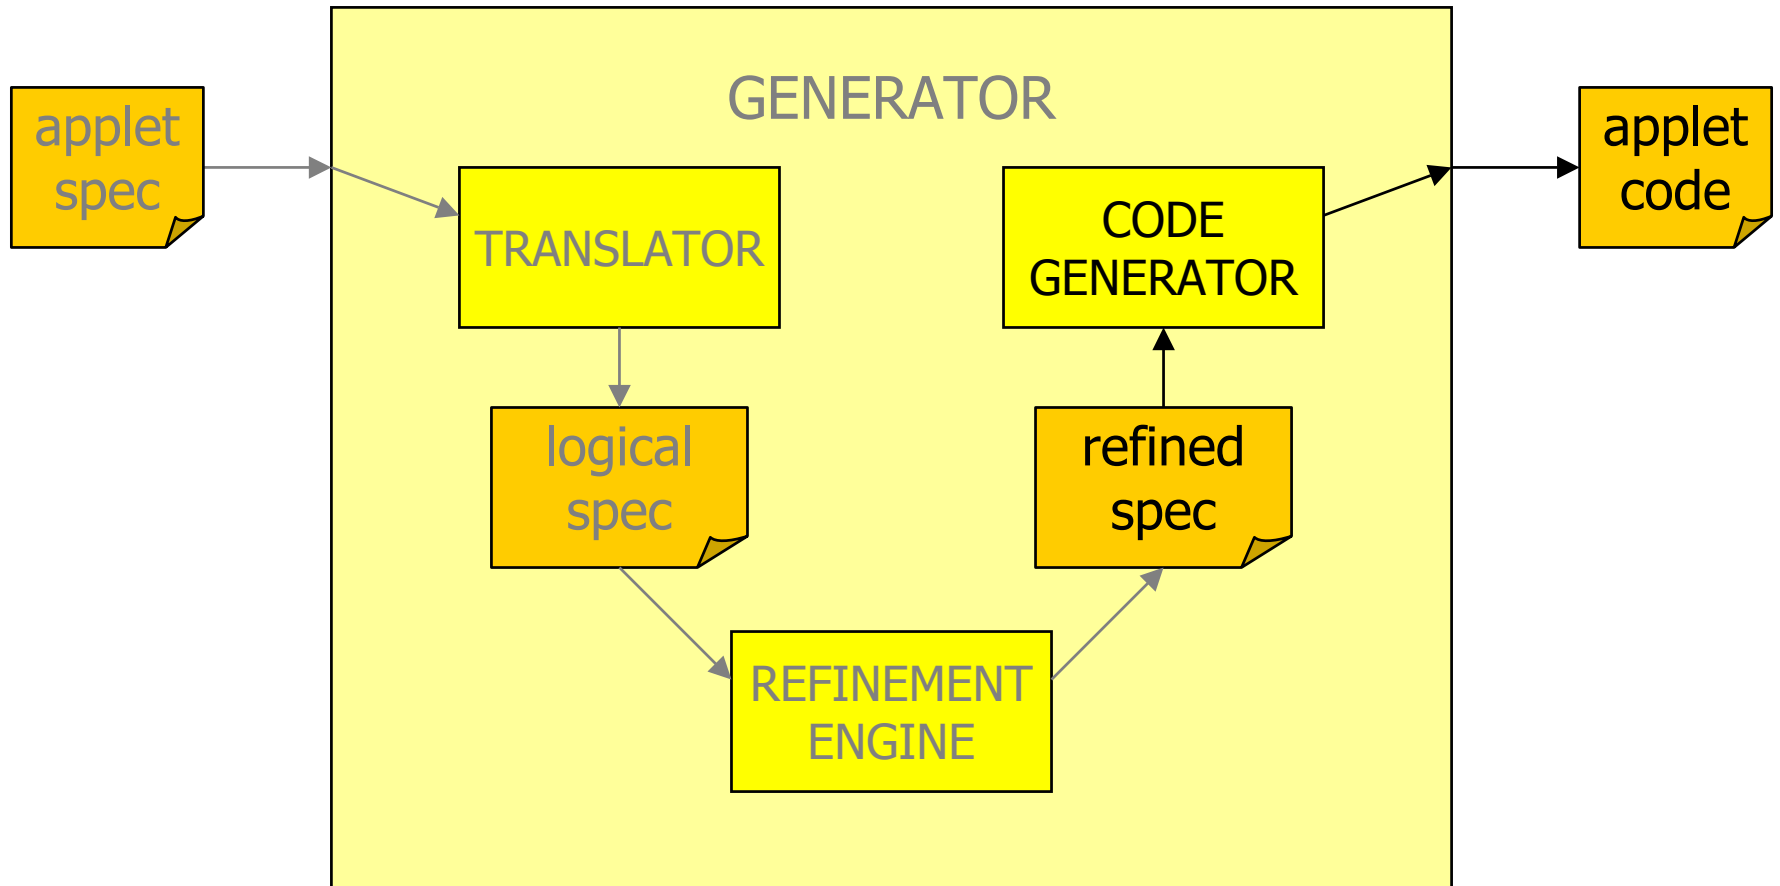 GENERATOR
applet
spec
TRANSLATOR
logical
spec
REFINEMENT
ENGINE
refined
spec
CODE
GENERATOR
applet
code